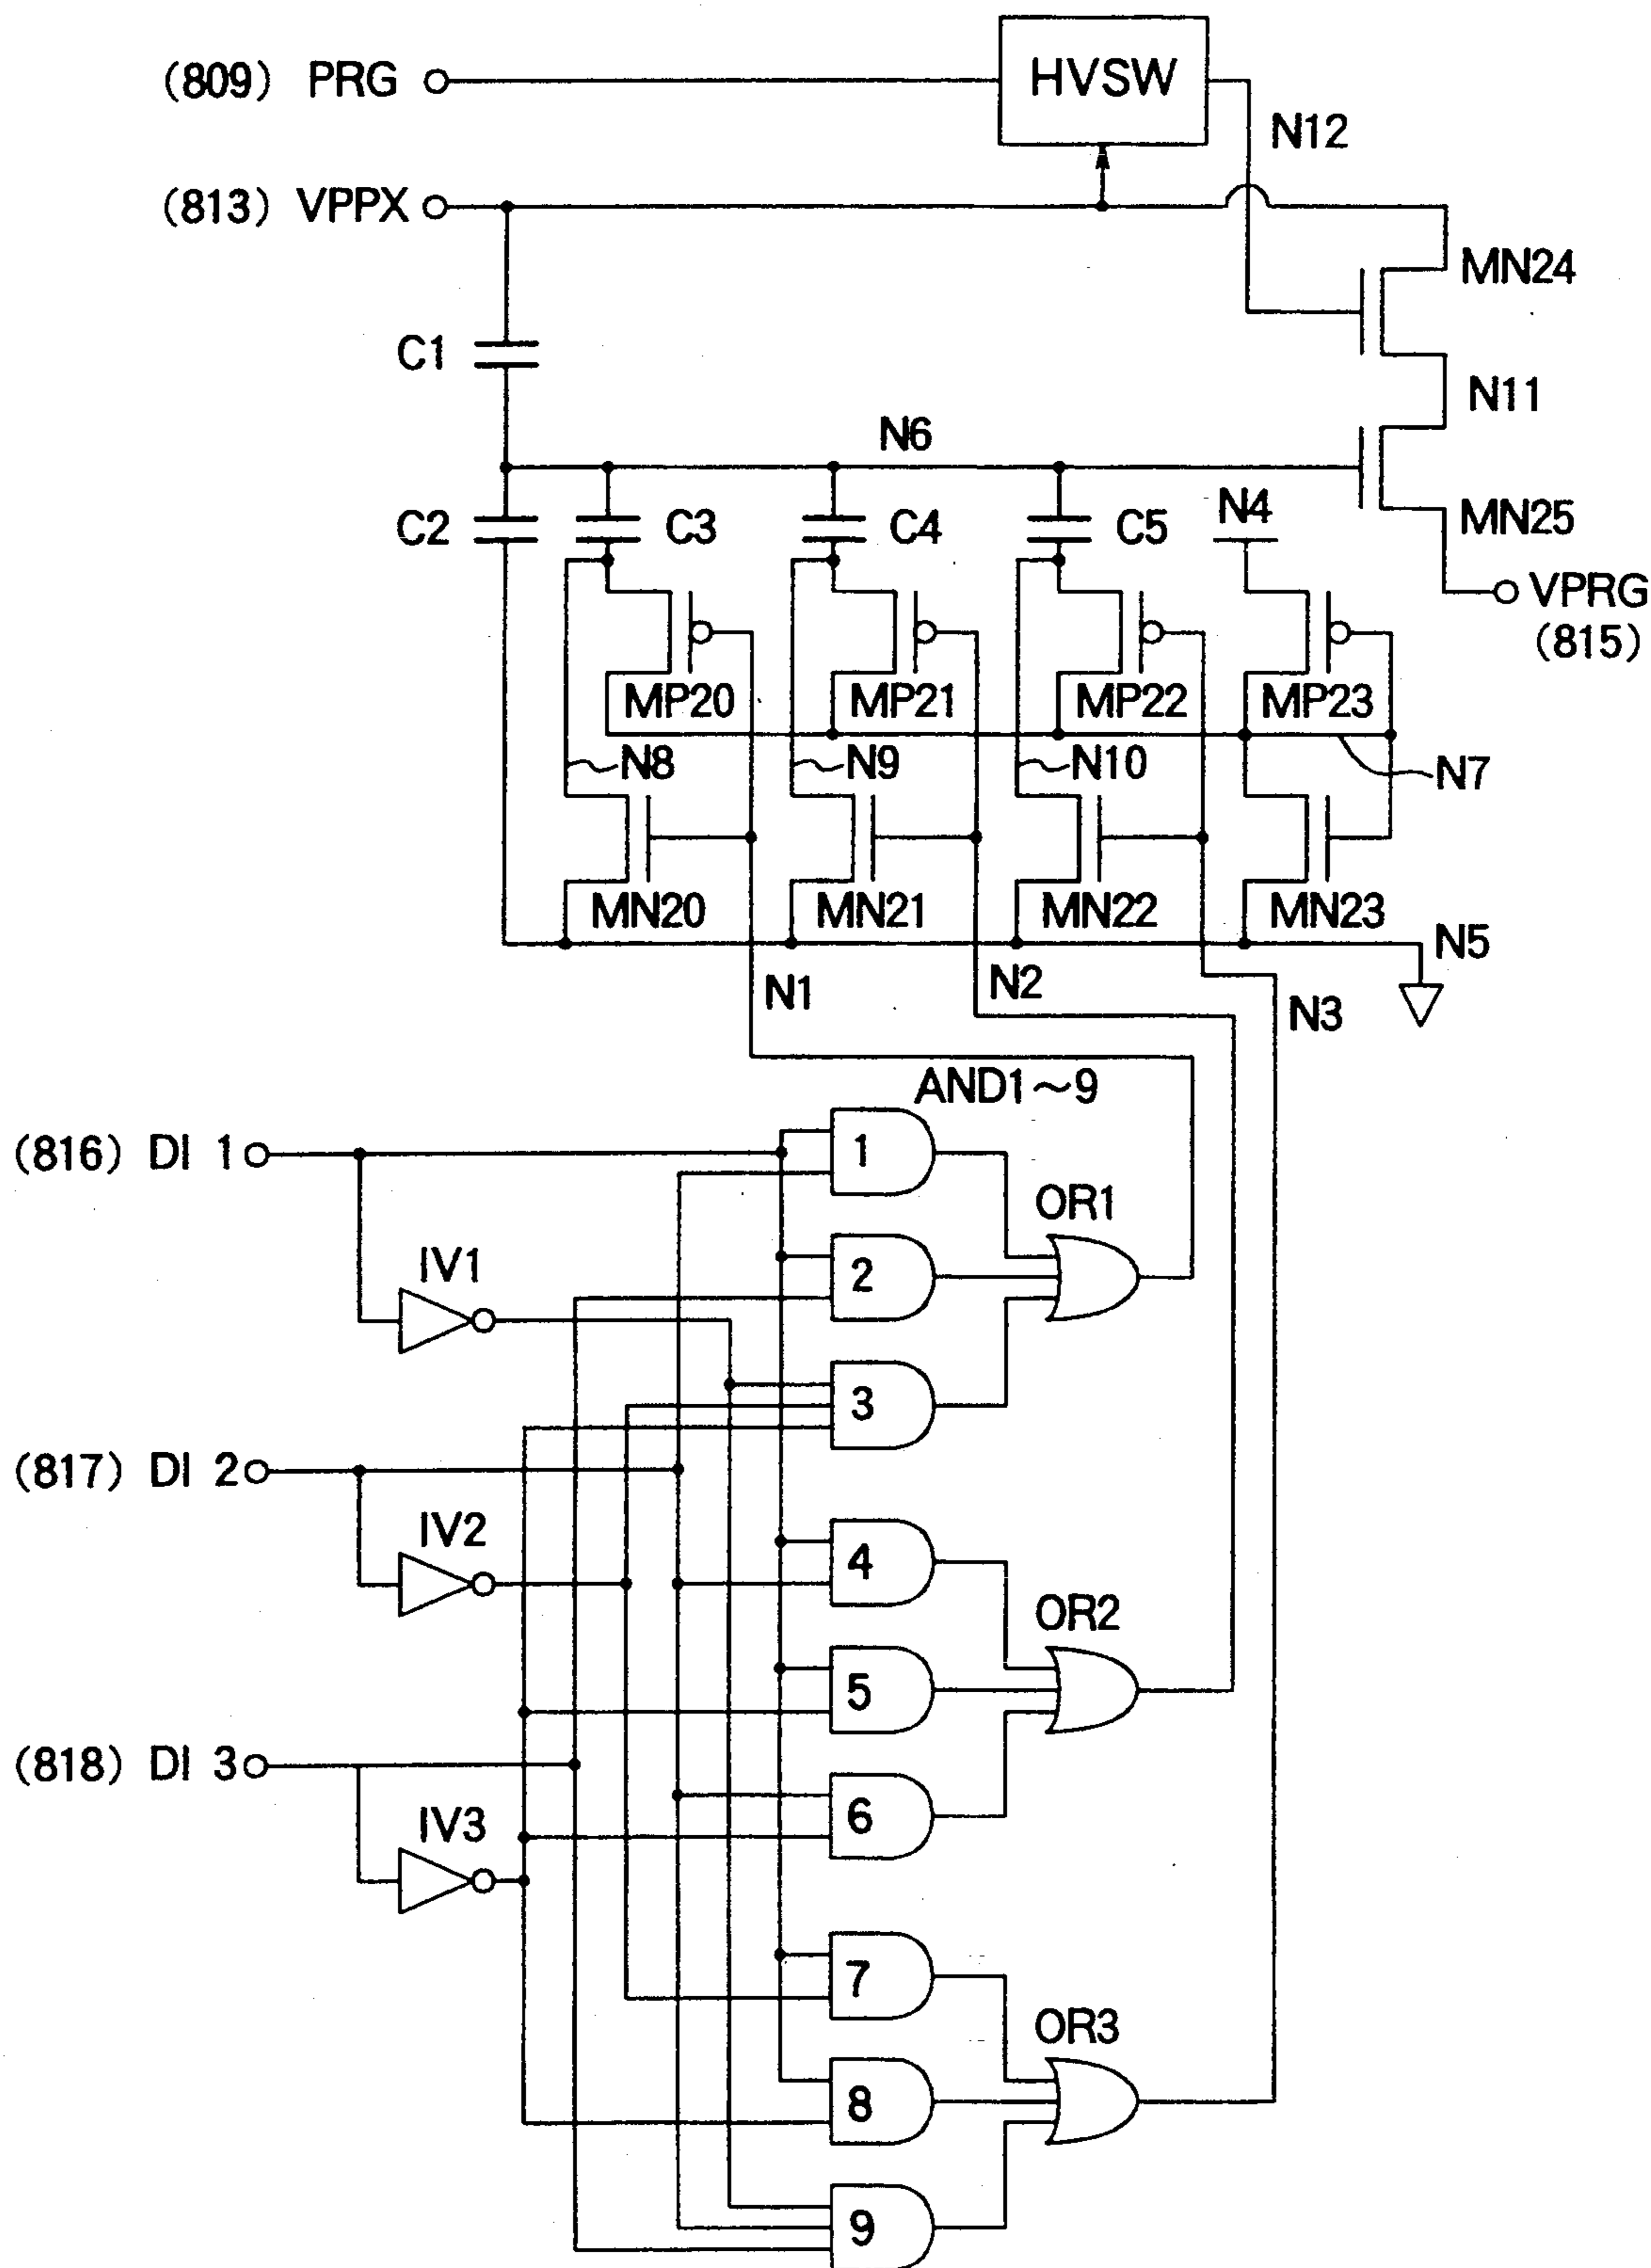 (809) PRG
HVSW
N12
(813) VPPX
MN24
C1
N11
N6
C2
C3
C4
C5
N4
MN25
VPRG
(815)
MP20
MP21
MP22
MP23
N8
N9
N10
N7
MN20
MN21
MN22
MN23
N5
N1
N2
N3
AND1~9
(816) DI 1
1
OR1
IV1
2
3
(817) DI 2
IV2
4
OR2
5
(818) DI 3
6
IV3
7
OR3
8
9